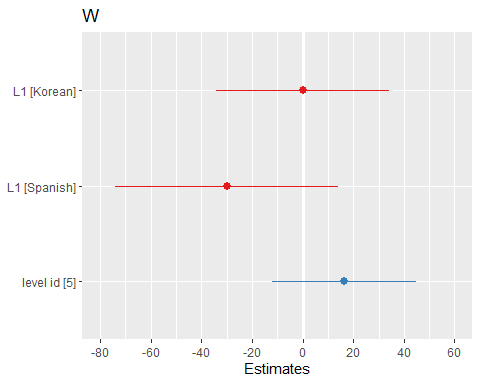 W
L1 [Korean]
L1 [Spanish]
level id [5]
-80 -60 -40 -20 0 20 40 60
Estimates